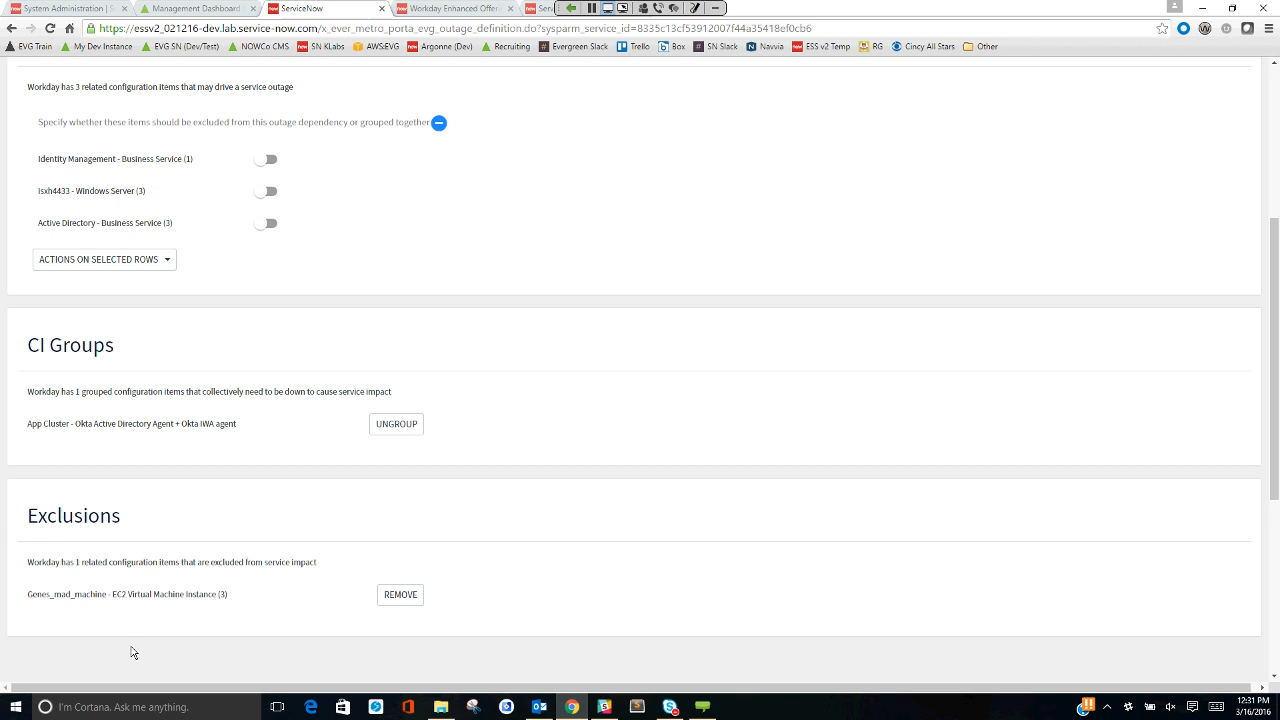 System Administration | S
Management Dashboard
ServiceNow
Workday Enhanced Offeri
Ser
https://essv2_021216-dev.lab.service-now.com/x_ever_metro_porta_evg_outage_definition.do?sysparm_service_id=8335c13cf53912007f44a35418ef0cb6
EVG Train
My Dev Instance
EVG SN (Dev/Test)
NOWCO CMS
SN KLabs
AWS.EVG
Argonne (Dev)
Recruiting
Evergreen Slack
Trello
Box
SN Slack
Navvia
ESS v2 Temp
RG
Cincy All Stars
Other
Workday has 3 related configuration items that may drive a service outage
Specify whether these items should be excluded from this outage dependency or grouped together
Identity Management - Business Service (1)
lsxh4433 - Windows Server (3)
Active Directory - Business Service (3)
ACTIONS ON SELECTED ROWS
CI Groups
Workday has 1 grouped configuration items that collectively need to be down to cause service impact
App Cluster - Okta Active Directory Agent + Okta IWA agent
UNGROUP
Exclusions
Workday has 1 related configuration items that are excluded from service impact
Genes_mad_machine - EC2 Virtual Machine Instance (3)
REMOVE
I'm Cortana. Ask me anything.
12:31 PM
3/16/2016